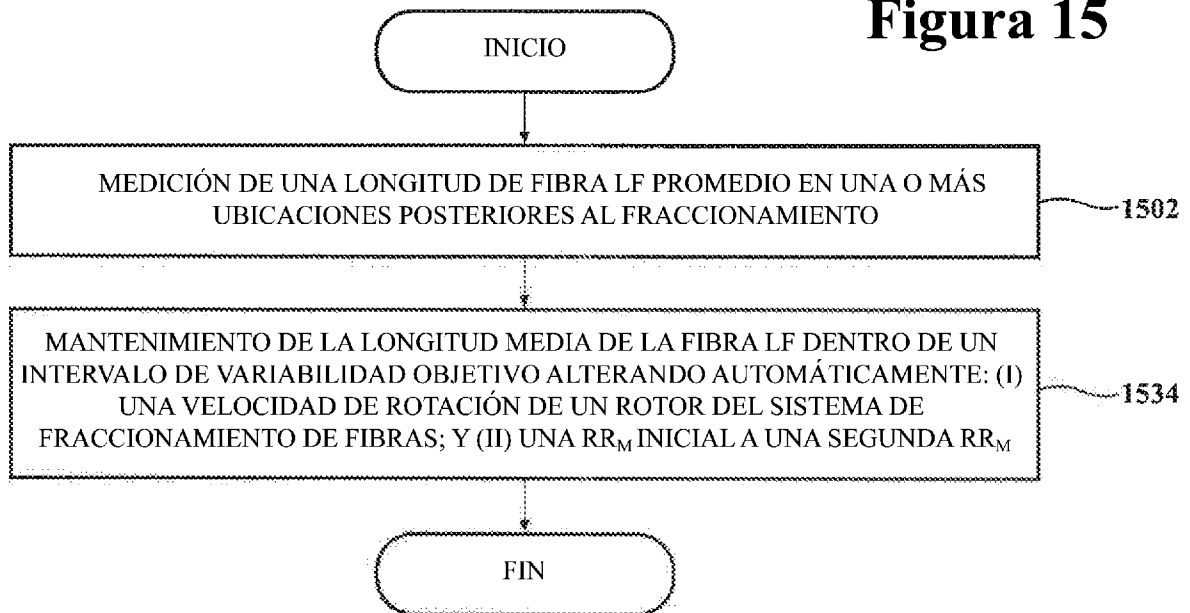 Figura 15
INICIO
MEDICIÓN DE UNA LONGITUD DE FIBRA LF PROMEDIO EN UNA O MÁS
UBICACIONES POSTERIORES AL FRACCIONAMIENTO
1502
MANTENIMIENTO DE LA LONGITUD MEDIA DE LA FIBRA LF DENTRO DE UN
INTERVALO DE VARIABILIDAD OBJETIVO ALTERANDO AUTOMÁTICAMENTE: (I)
UNA VELOCIDAD DE ROTACIÓN DE UN ROTOR DEL SISTEMA DE
FRACCIONAMIENTO DE FIBRAS; Y (II) UNA RR_M INICIAL A UNA SEGUNDA RR_M
1534
FIN